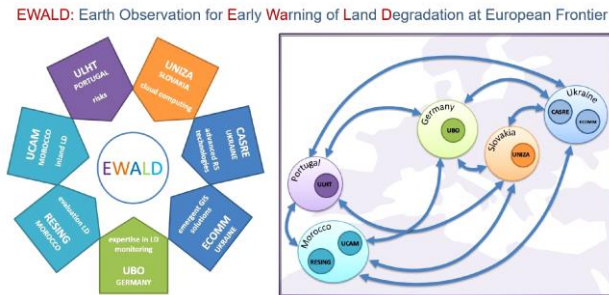 EWALD: Earth Observation for Early Warning of Land Degradation at European Frontier
ULHT
PORTUGAL
risks
UNIZA
SLOVAKIA
cloud computing
CASRE
UKRAINE
advanced RS
technologies
ECOMM
UKRAINE
emergent GIS
solutions
expertise in LD
monitoring
UBO
GERMANY
RESING
MOROCCO
evaluation LD
UCAM
MOROCCO
inland LD
EWALD
Ukraine
CASRE
ECOMM
Germany
UBO
Slovakia
UNIZA
Portugal
ULHT
Morocco
UCAM
RESING